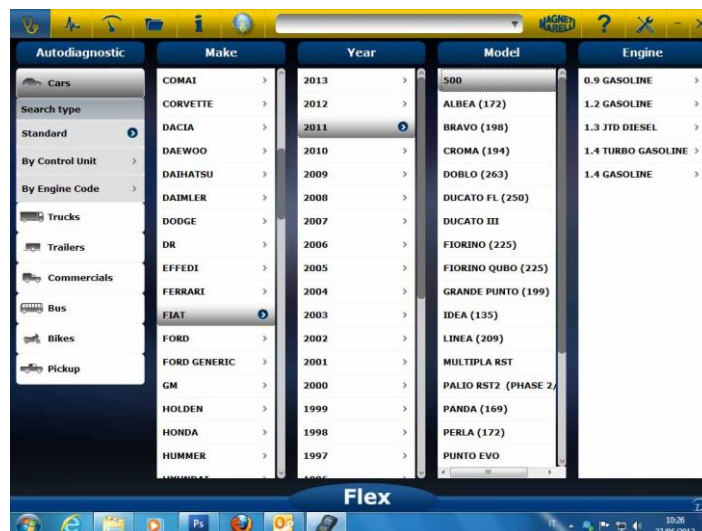 MAGNETI
MARELLI
?
Autodiagnostic
Cars
Search type
Standard
By Control Unit
By Engine Code
Trucks
Trailers
Commercials
Bus
Bikes
Pickup
Make
COMAI
CORVETTE
DACIA
DAEWOO
DAIHATSU
DAIMLER
DODGE
DR
EFFEDI
FERRARI
FIAT
FORD
FORD GENERIC
GM
HOLDEN
HONDA
HUMMER
Year
2013
2012
2011
2010
2009
2008
2007
2006
2005
2004
2003
2002
2001
2000
1999
1998
1997
Model
500
ALBEA (172)
BRAVO (198)
CROMA (194)
DOBLO (263)
DUCATO FL (250)
DUCATO III
FIORINO (225)
FIORINO QUBO (225)
GRANDE PUNTO (199)
IDEA (135)
LINEA (209)
MULTIPLA RST
PALIO RST2 (PHASE 2/
PANDA (169)
PERLA (172)
PUNTO EVO
Engine
0.9 GASOLINE
1.2 GASOLINE
1.3 JTD DIESEL
1.4 TURBO GASOLINE
1.4 GASOLINE
Flex
Ps
IT
10:26